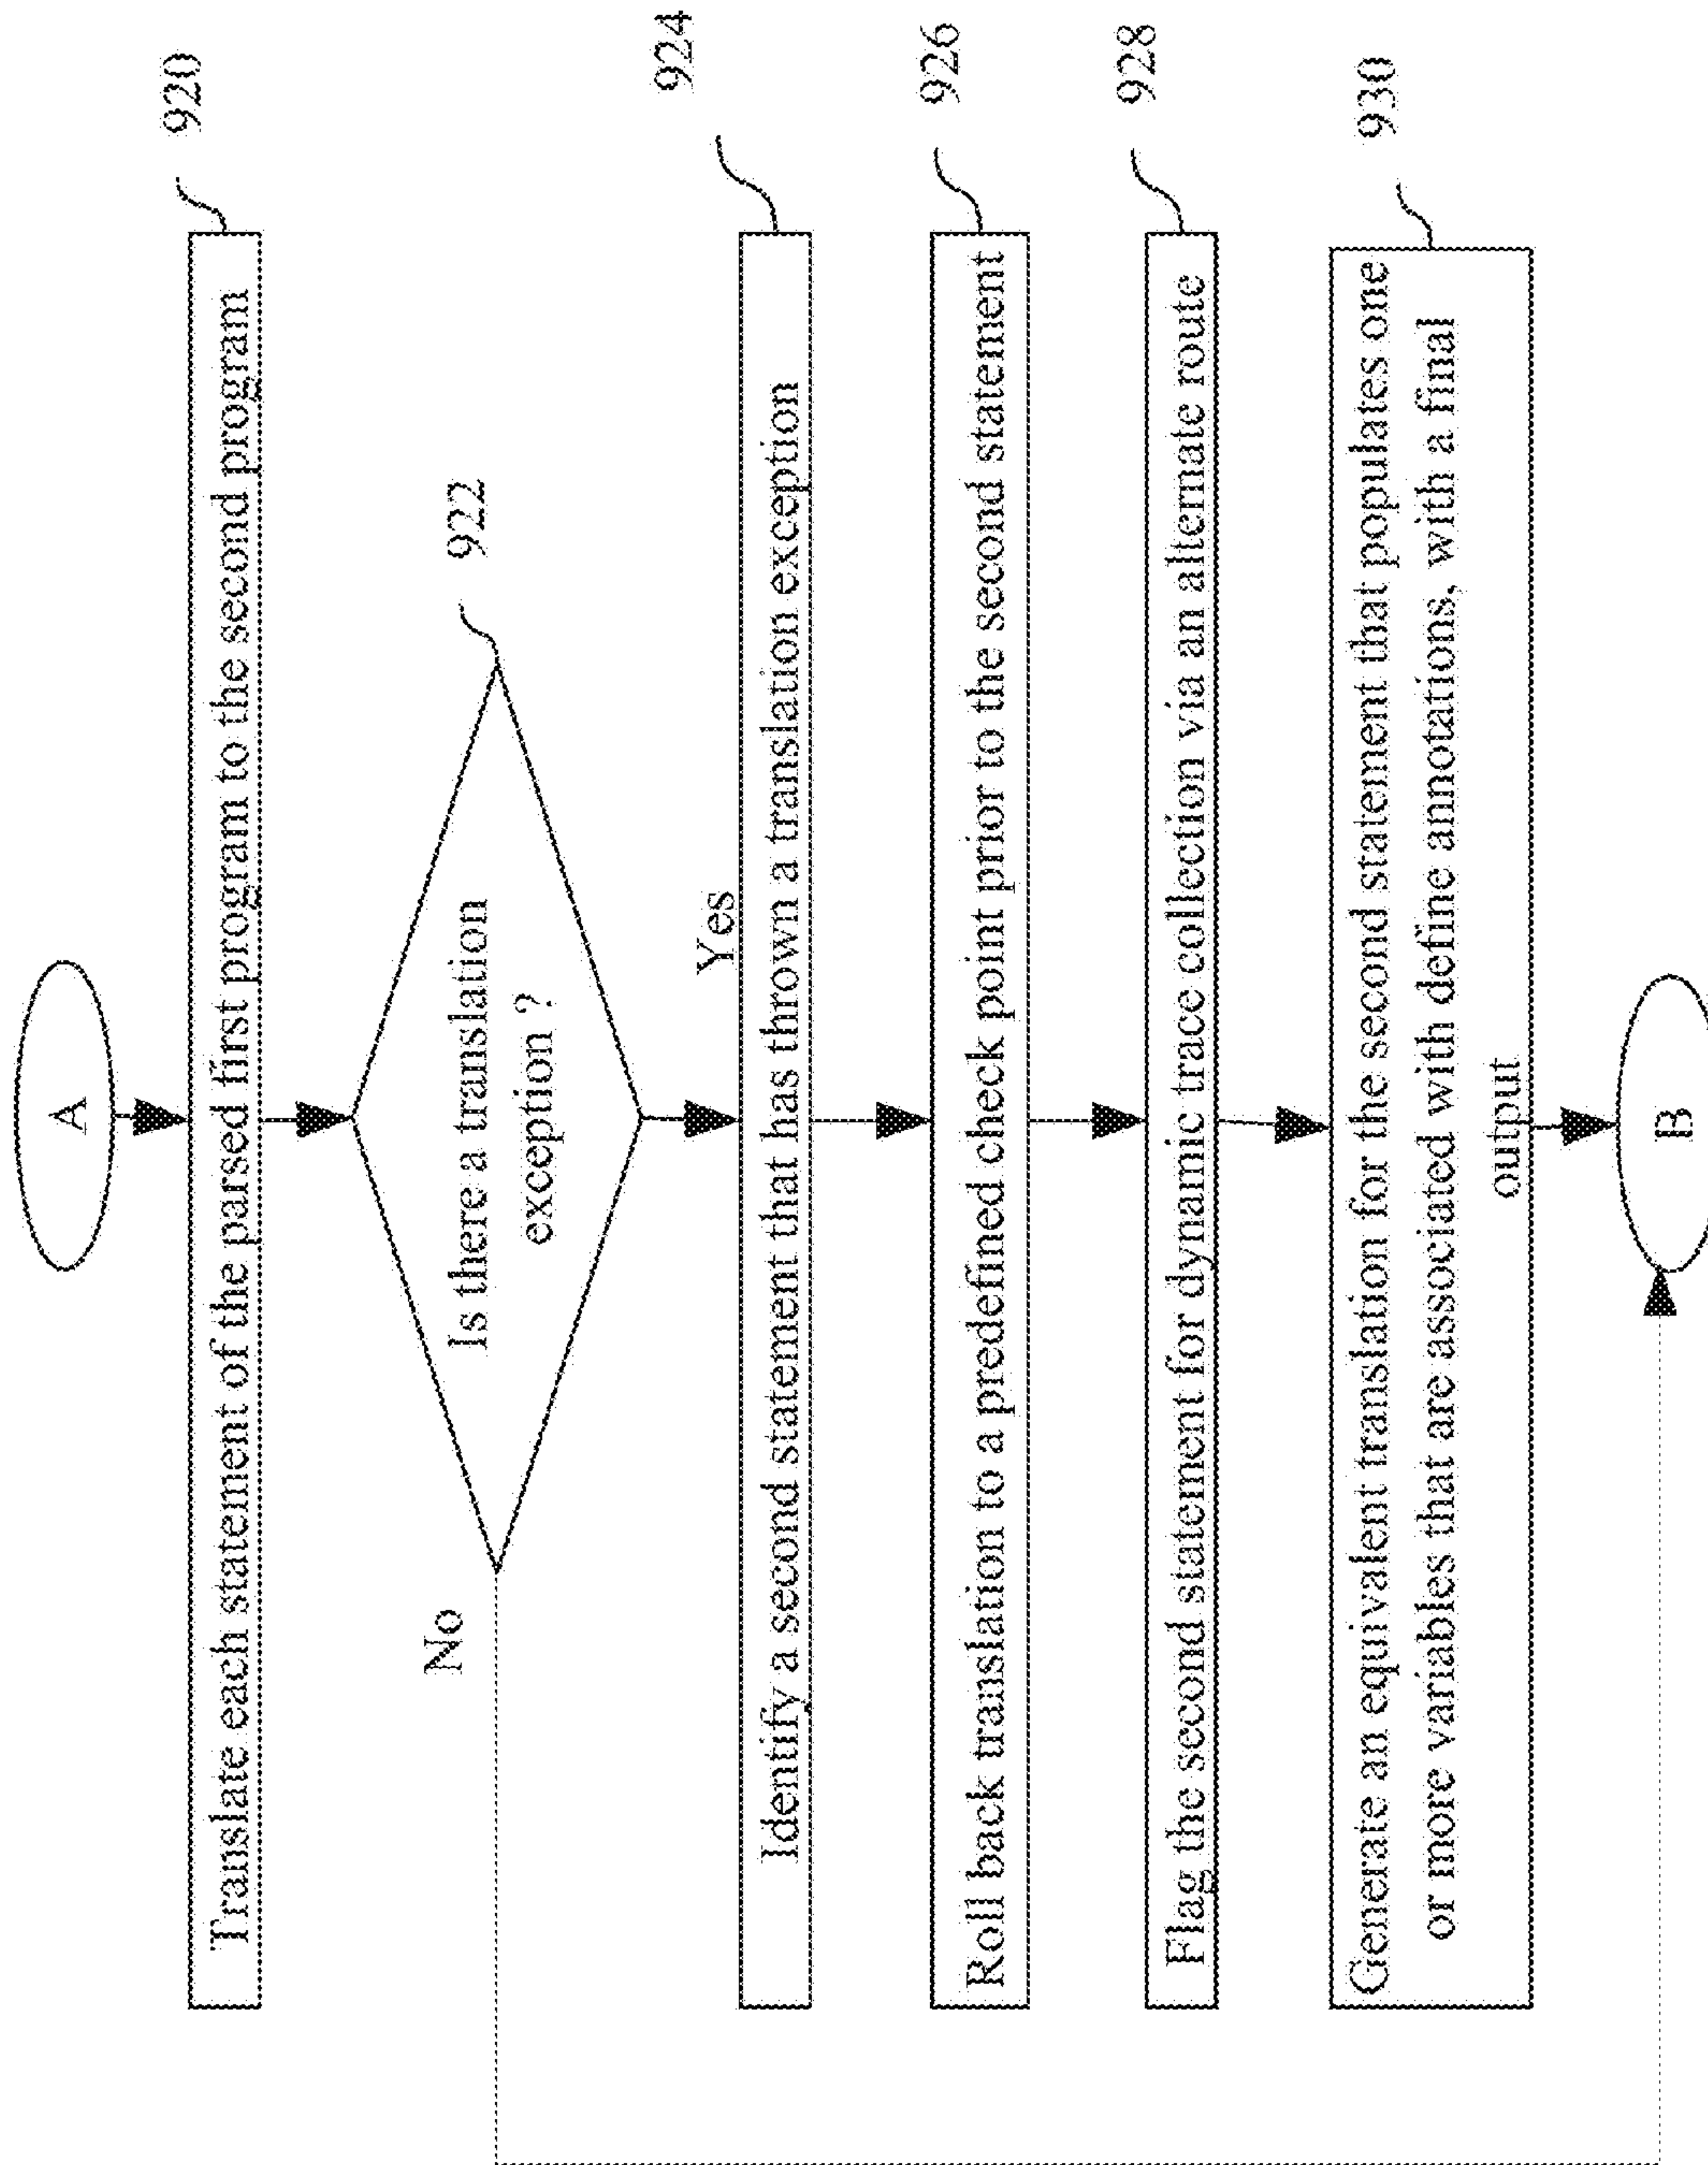 A
920
Translate each statement of the parsed first program to the second program
922
Is there a translation
exception ?
No
Yes
924
Identify a second statement that has thrown a translation exception
926
Roll back translation to a predefined check point prior to the second statement
928
Flag the second statement for dynamic trace collection via an alternate route
930
Generate an equivalent translation for the second statement that populates one
or more variables that are associated with define annotations, with a final
output
B